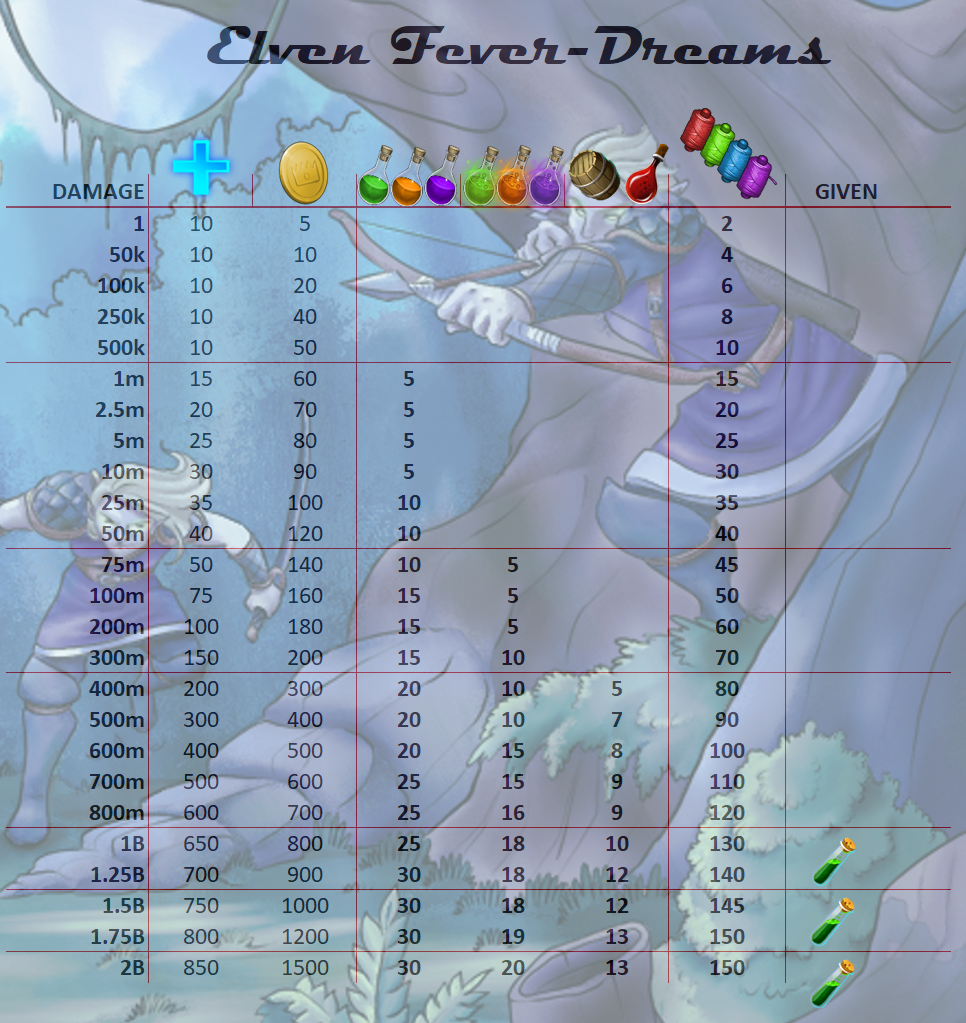 Elven Fever-Dreams
DAMAGE GIVEN
1 10 5 2
50k 10 10 4
100k 10 20 6
250k 10 40 8
500k 10 50 10
1m 15 60 5 15
2.5m 20 70 5 20
5m 25 80 5 25
10m 30 90 5 30
25m 35 100 10 35
50m 40 120 10 40
75m 50 140 10 5 45
100m 75 160 15 5 50
200m 100 180 15 5 60
300m 150 200 15 10 70
400m 200 300 20 10 5 80
500m 300 400 20 10 7 90
600m 400 500 20 15 8 100
700m 500 600 25 15 9 110
800m 600 700 25 16 9 120
1B 650 800 25 18 10 130
1.25B 700 900 30 18 12 140
1.5B 750 1000 30 18 12 145
1.75B 800 1200 30 19 13 150
2B 850 1500 30 20 13 150